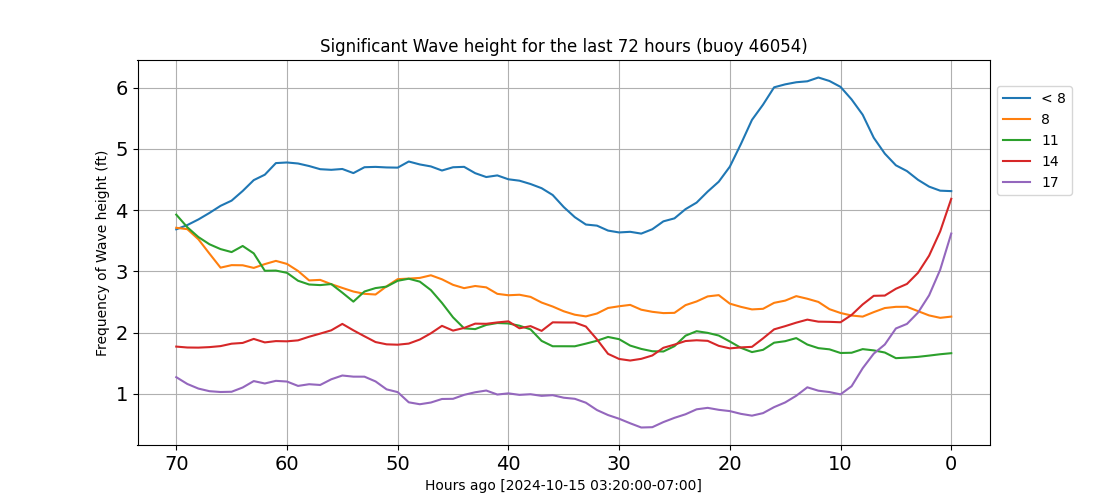 Significant Wave height for the last 72 hours (buoy 46054)
Frequency of Wave height (ft)
6
5
4
3
2
1
70 60 50 40 30 20 10 0
Hours ago [2024-10-15 03:20:00-07:00]
< 8
8
11
14
17